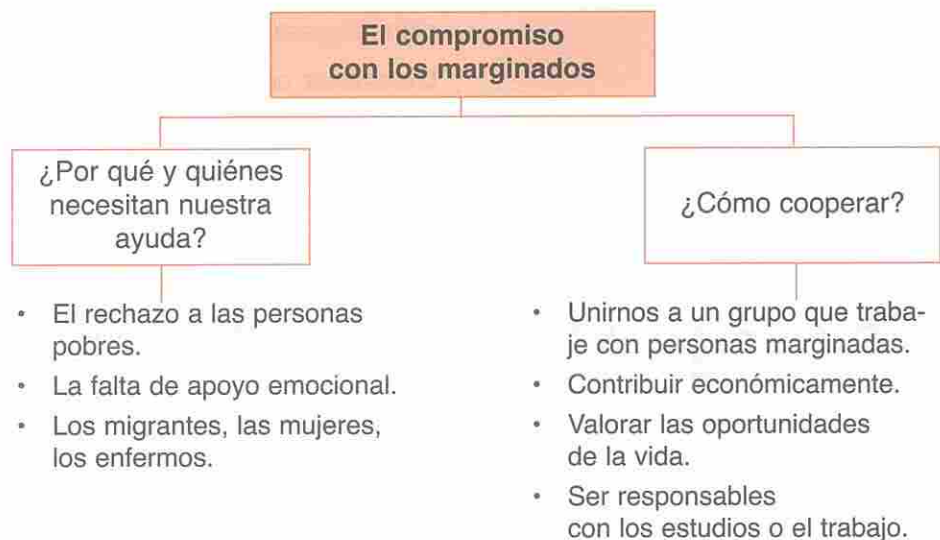 El compromiso
con los marginados
¿Por qué y quiénes
necesitan nuestra
ayuda?
• El rechazo a las personas
pobres.
• La falta de apoyo emocional.
• Los migrantes, las mujeres,
los enfermos.
¿Cómo cooperar?
• Unirnos a un grupo que traba-
je con personas marginadas.
• Contribuir económicamente.
• Valorar las oportunidades
de la vida.
• Ser responsables
con los estudios o el trabajo.